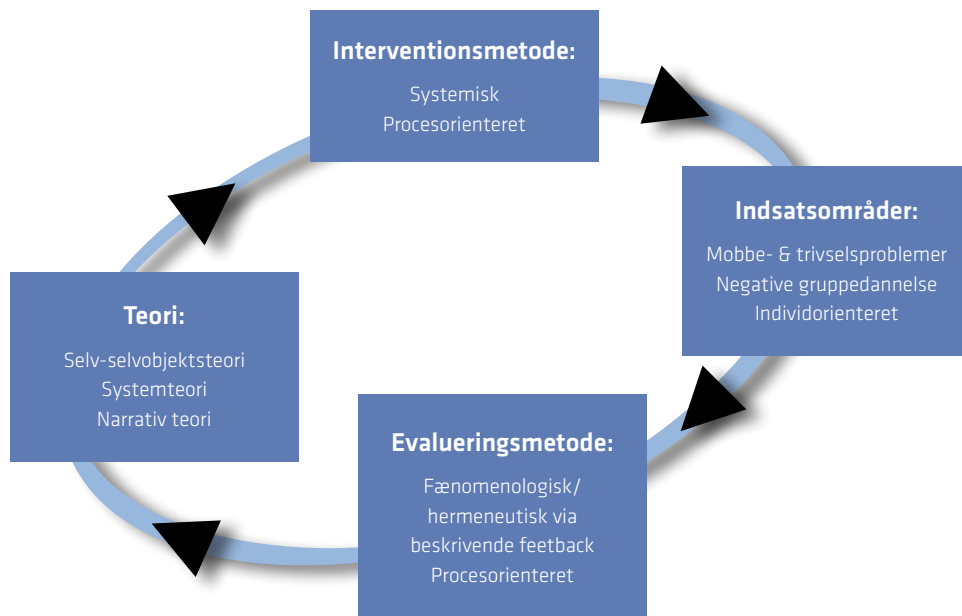 Interventionsmetode:
Systemisk
Procesorienteret
Indsatsområder:
Mobbe- & trivselsproblemer
Negative gruppedannelse
Individorienteret
Teori:
Selv-selvobjektsteori
Systemteori
Narrativ teori
Evalueringsmetode:
Fænomenologisk/
hermeneutisk via
beskrivende feetback
Procesorienteret